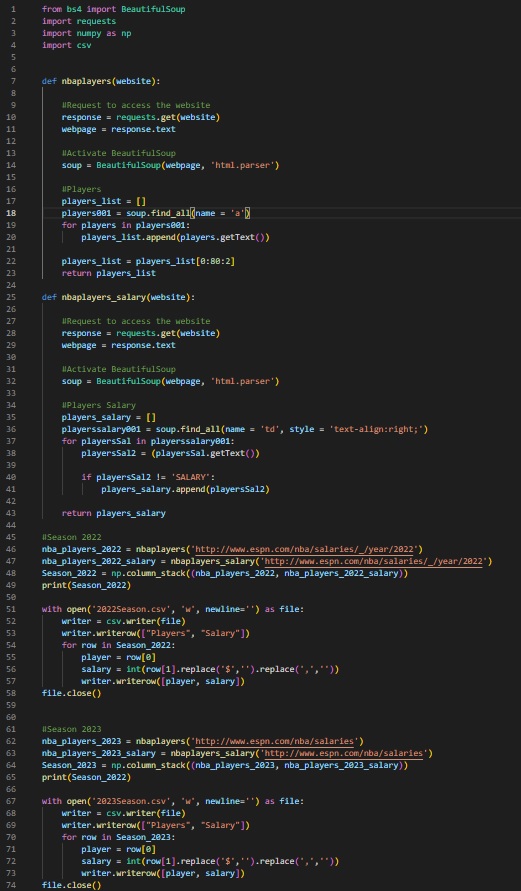 1 from bs4 import BeautifulSoup
2 import requests
3 import numpy as np
4 import csv
5
6
7 def nbaplayers(website):
8
9     #Request to access the website
10     response = requests.get(website)
11     webpage = response.text
12
13     #Activate BeautifulSoup
14     soup = BeautifulSoup(webpage, 'html.parser')
15
16     #Players
17     players_list = []
18     players001 = soup.find_all(name = 'a')
19     for players in players001:
20         players_list.append(players.getText())
21
22     players_list = players_list[0:80:2]
23     return players_list
24
25 def nbaplayers_salary(website):
26
27     #Request to access the website
28     response = requests.get(website)
29     webpage = response.text
30
31     #Activate BeautifulSoup
32     soup = BeautifulSoup(webpage, 'html.parser')
33
34     #Players Salary
35     players_salary = []
36     playerssalary001 = soup.find_all(name = 'td', style = 'text-align:right;')
37     for playersSal in playerssalary001:
38         playersSal2 = (playersSal.getText())
39
40         if playersSal2 != 'SALARY':
41             players_salary.append(playersSal2)
42
43     return players_salary
44
45 #Season 2022
46 nba_players_2022 = nbaplayers('http://www.espn.com/nba/salaries/_/year/2022')
47 nba_players_2022_salary = nbaplayers_salary('http://www.espn.com/nba/salaries/_/year/2022')
48 Season_2022 = np.column_stack((nba_players_2022, nba_players_2022_salary))
49 print(Season_2022)
50
51 with open('2022Season.csv', 'w', newline='') as file:
52     writer = csv.writer(file)
53     writer.writerow(["Players", "Salary"])
54     for row in Season_2022:
55         player = row[0]
56         salary = int(row[1].replace('$','').replace(',',''))
57         writer.writerow([player, salary])
58 file.close()
59
60
61 #Season 2023
62 nba_players_2023 = nbaplayers('http://www.espn.com/nba/salaries')
63 nba_players_2023_salary = nbaplayers_salary('http://www.espn.com/nba/salaries')
64 Season_2023 = np.column_stack((nba_players_2023, nba_players_2023_salary))
65 print(Season_2022)
66
67 with open('2023Season.csv', 'w', newline='') as file:
68     writer = csv.writer(file)
69     writer.writerow(["Players", "Salary"])
70     for row in Season_2023:
71         player = row[0]
72         salary = int(row[1].replace('$','').replace(',',''))
73         writer.writerow([player, salary])
74 file.close()